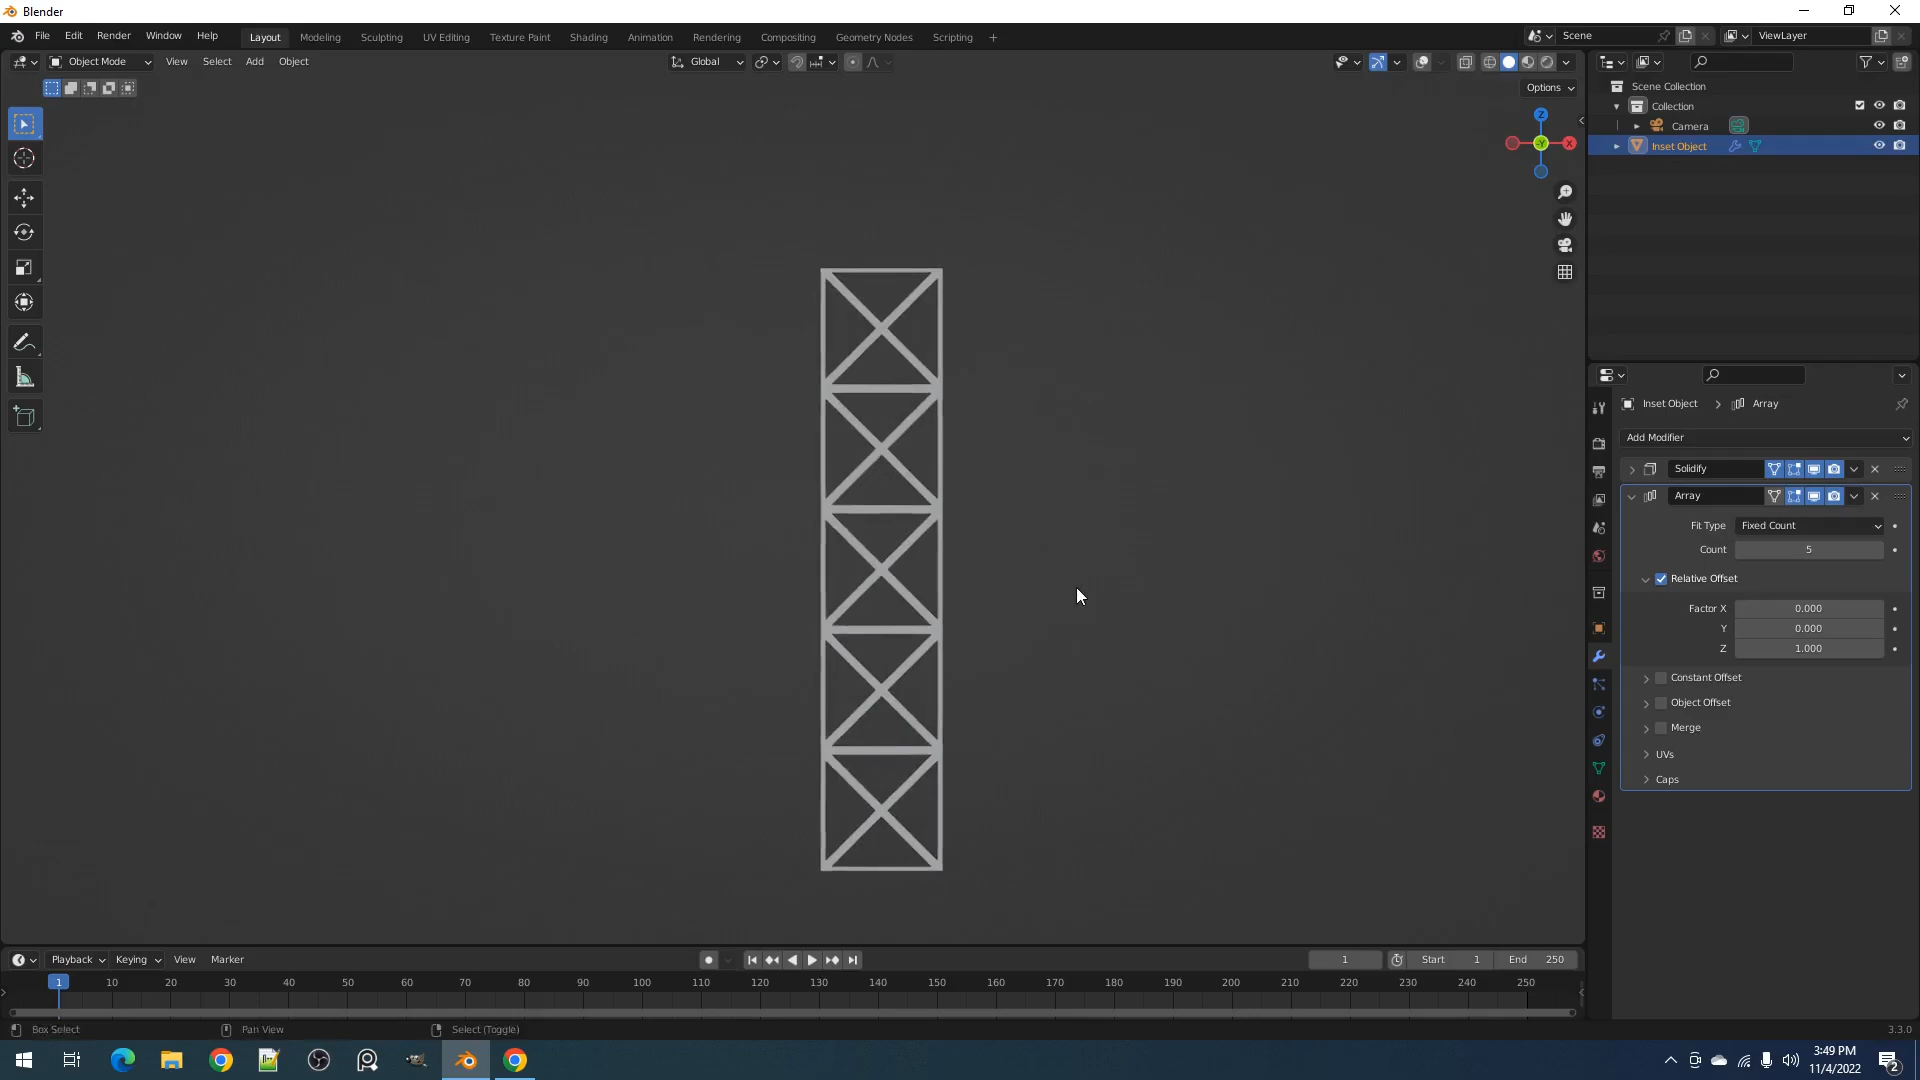 Blender
File Edit Render Window Help Layout Modeling Sculpting UV Editing Texture Paint Shading Animation Rendering Compositing Geometry Nodes Scripting + Scene ViewLayer
Object Mode View Select Add Object Global
Options
Z
-Y X
Scene Collection
Collection
Camera
Inset Object
Inset Object > Array
Add Modifier
Solidify
Array
Fit Type Fixed Count
Count 5
Relative Offset
Factor X 0.000
Y 0.000
Z 1.000
Constant Offset
Object Offset
Merge
UVs
Caps
Playback Keying View Marker 1 Start 1 End 250
1 10 20 30 40 50 60 70 80 90 100 110 120 130 140 150 160 170 180 190 200 210 220 230 240 250
Box Select Pan View Select (Toggle) 3.3.0
3:49 PM
11/4/2022
2